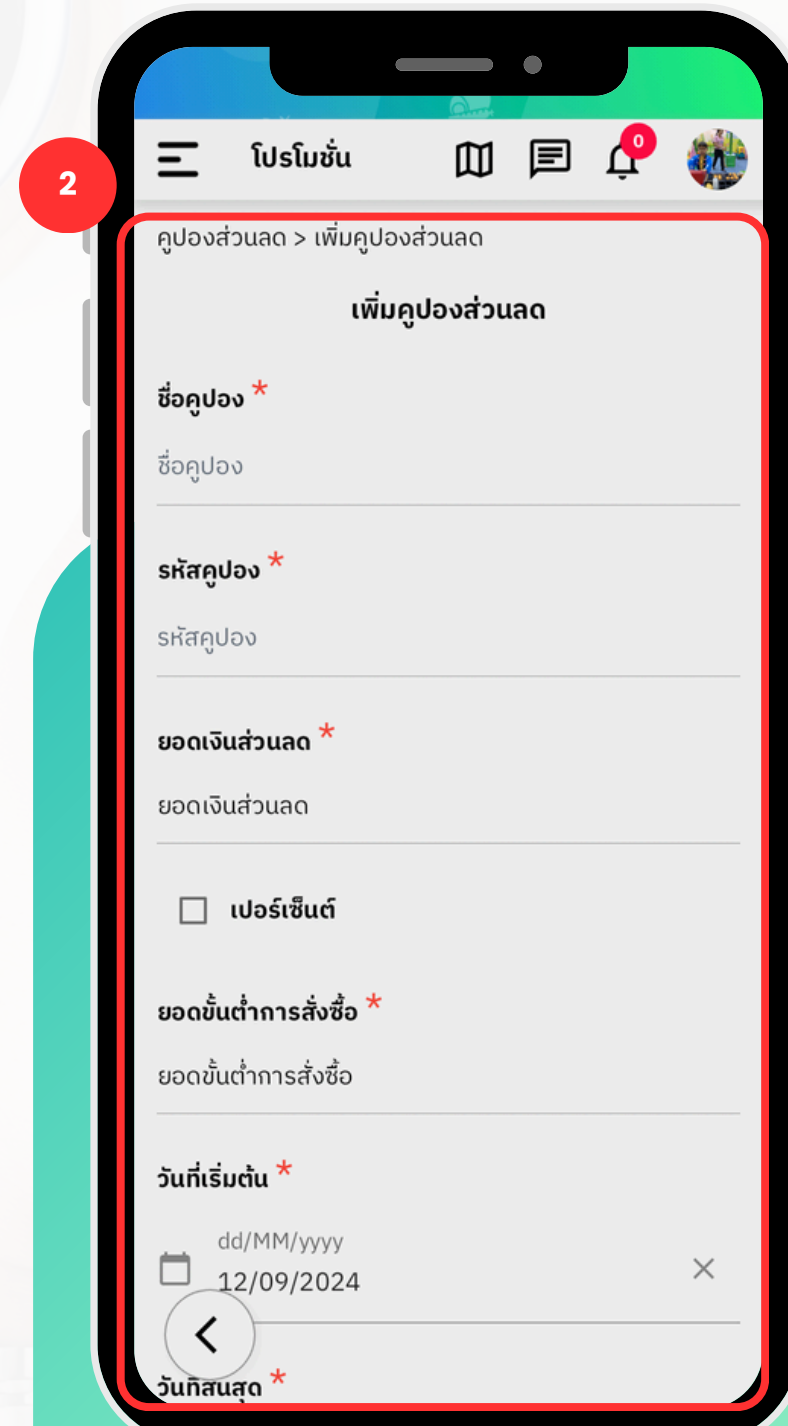 2
โปรโมชั่น
0
คูปองส่วนลด > เพิ่มคูปองส่วนลด
เพิ่มคูปองส่วนลด
ชื่อคูปอง *
ชื่อคูปอง
รหัสคูปอง *
รหัสคูปอง
ยอดเงินส่วนลด *
ยอดเงินส่วนลด
เปอร์เซ็นต์
ยอดขั้นต่ำการสั่งซื้อ *
ยอดขั้นต่ำการสั่งซื้อ
วันที่เริ่มต้น *
dd/MM/yyyy
12/09/2024
วันที่สิ้นสุด *